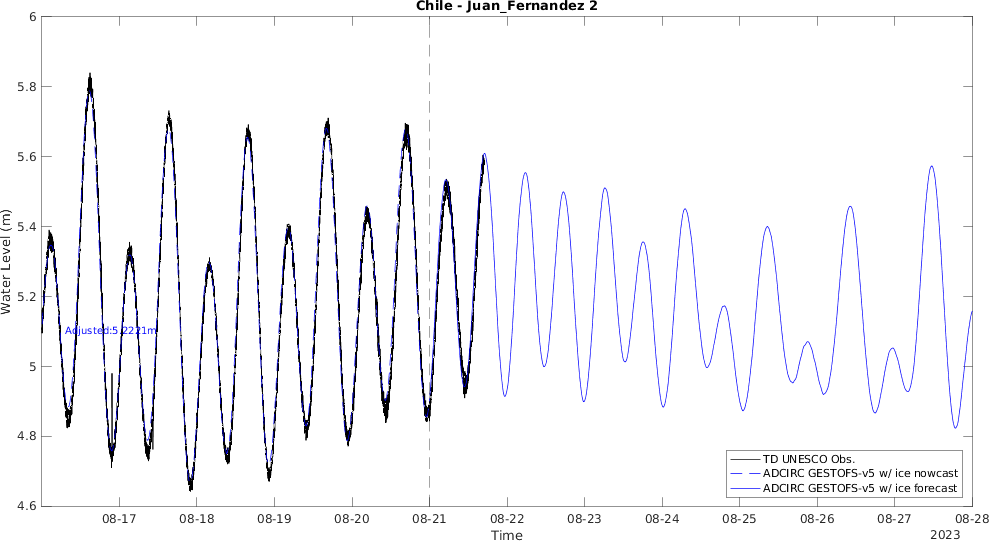 Chile - Juan_Fernandez 2
6
5.8
5.6
5.4
5.2
5
4.8
4.6
Water Level (m)
Adjusted:5.2221m
TD UNESCO Obs.
ADCIRC GESTOFS-v5 w/ ice nowcast
ADCIRC GESTOFS-v5 w/ ice forecast
08-17 08-18 08-19 08-20 08-21 08-22 08-23 08-24 08-25 08-26 08-27 08-28
Time
2023